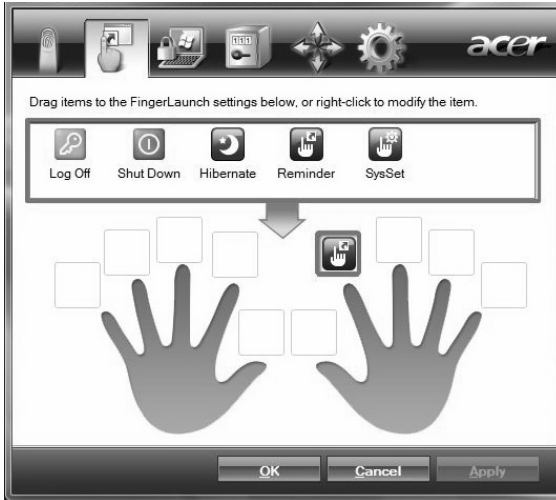 acer
Drag items to the FingerLaunch settings below, or right-click to modify the item.
Log Off Shut Down Hibernate Reminder SysSet
OK Cancel Apply